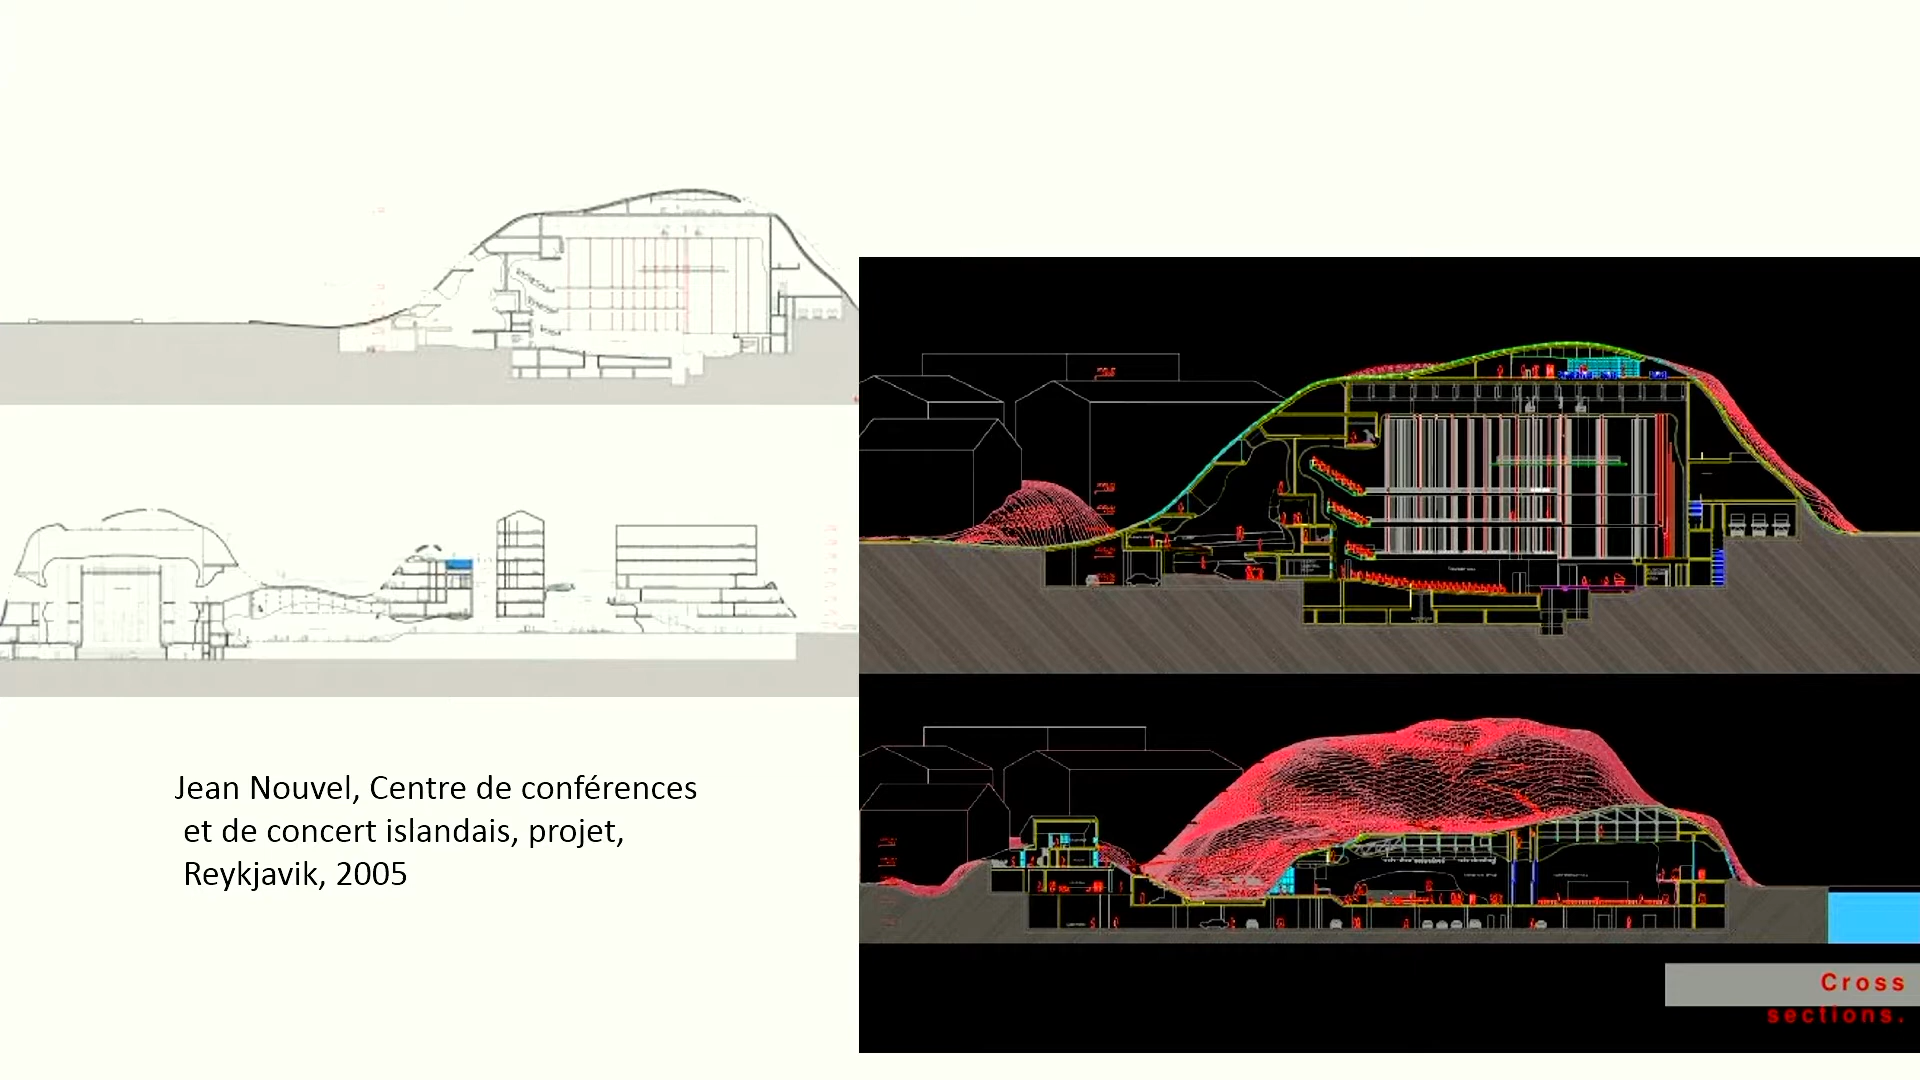 Jean Nouvel, Centre de conférences
et de concert islandais, projet,
Reykjavik, 2005
Cross
sections.